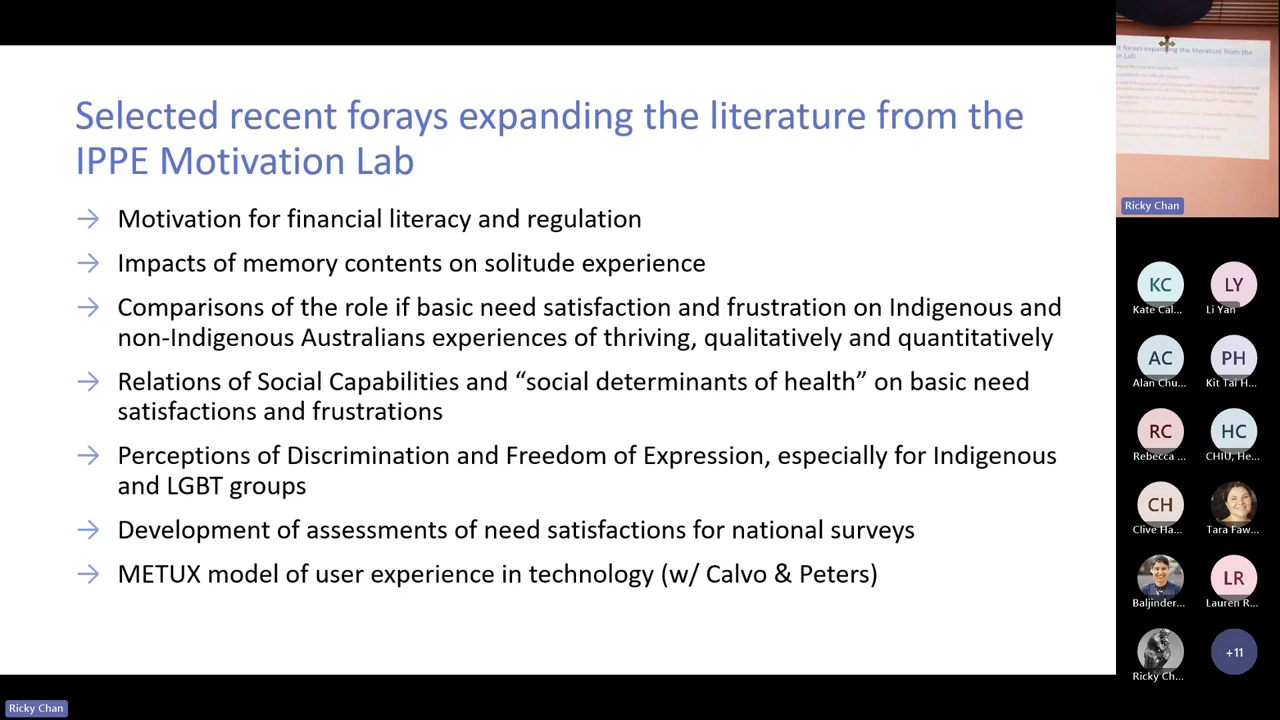 Selected recent forays expanding the literature from the
IPPE Motivation Lab
→ Motivation for financial literacy and regulation
→ Impacts of memory contents on solitude experience
→ Comparisons of the role if basic need satisfaction and frustration on Indigenous and
non-Indigenous Australians experiences of thriving, qualitatively and quantitatively
→ Relations of Social Capabilities and “social determinants of health” on basic need
satisfactions and frustrations
→ Perceptions of Discrimination and Freedom of Expression, especially for Indigenous
and LGBT groups
→ Development of assessments of need satisfactions for national surveys
→ METUX model of user experience in technology (w/ Calvo & Peters)
Ricky Chan
Ricky Chan
KC LY
Kate Cal... Li Yan
AC PH
Alan Chu... Kit Tai H...
RC HC
Rebecca ... CHIU, He...
CH
Clive Ha... Tara Faw...
LR
Baljinder... Lauren R...
+11
Ricky Ch...